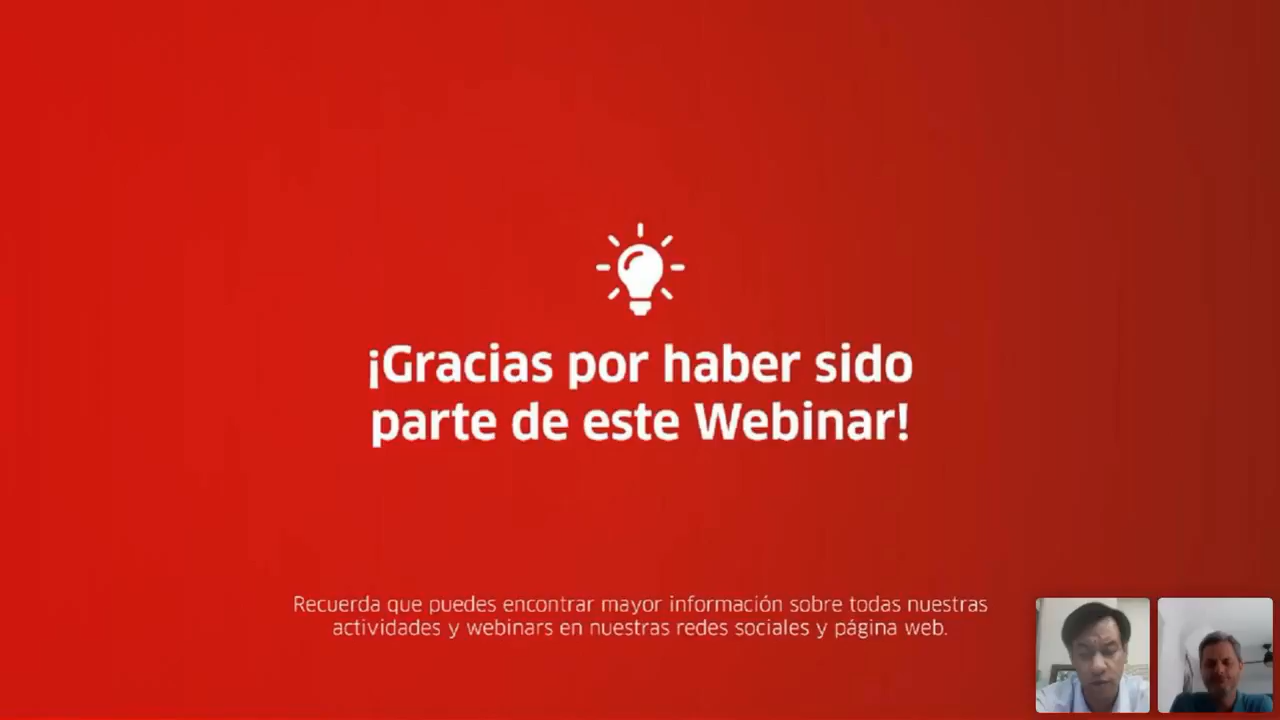 ¡Gracias por haber sido
parte de este Webinar!
Recuerda que puedes encontrar mayor información sobre todas nuestras
actividades y webinars en nuestras redes sociales y página web.